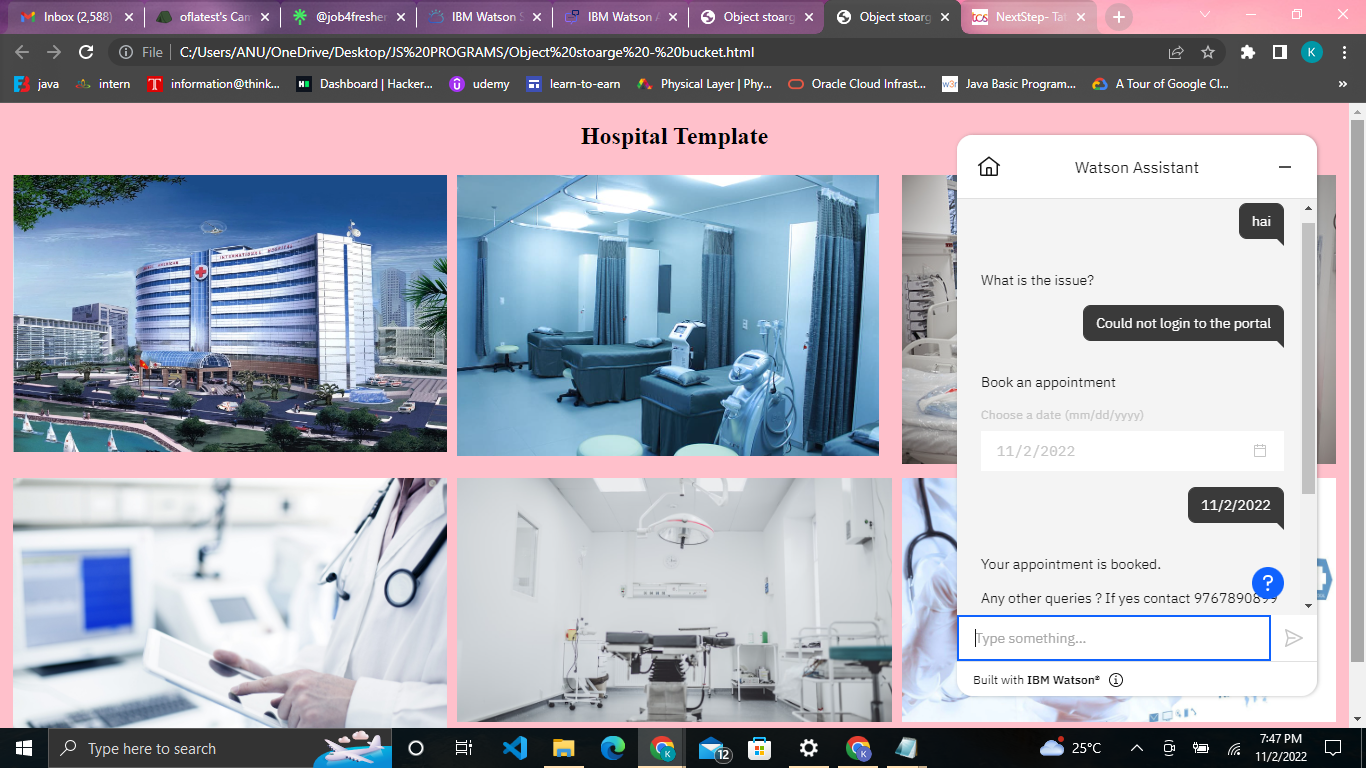 Inbox (2,588)
oflatest's Can
@job4fresher
IBM Watson S
IBM Watson A
Object stoarg
Object stoarg
NextStep- Tat
File
C:/Users/ANU/OneDrive/Desktop/JS%20PROGRAMS/Object%20stoarge%20-%20bucket.html
K
java
intern
information@think...
Dashboard | Hacker...
udemy
learn-to-earn
Physical Layer | Phy...
Oracle Cloud Infrast...
Java Basic Program...
A Tour of Google Cl...
»
Hospital Template
INTERNATIONAL HOSPITAL
Watson Assistant
hai
What is the issue?
Could not login to the portal
Book an appointment
Choose a date (mm/dd/yyyy)
11/2/2022
11/2/2022
Your appointment is booked.
Any other queries ? If yes contact 9767890899
?
Type something...
Built with IBM Watson®
Type here to search
12
25°C
7:47 PM
11/2/2022